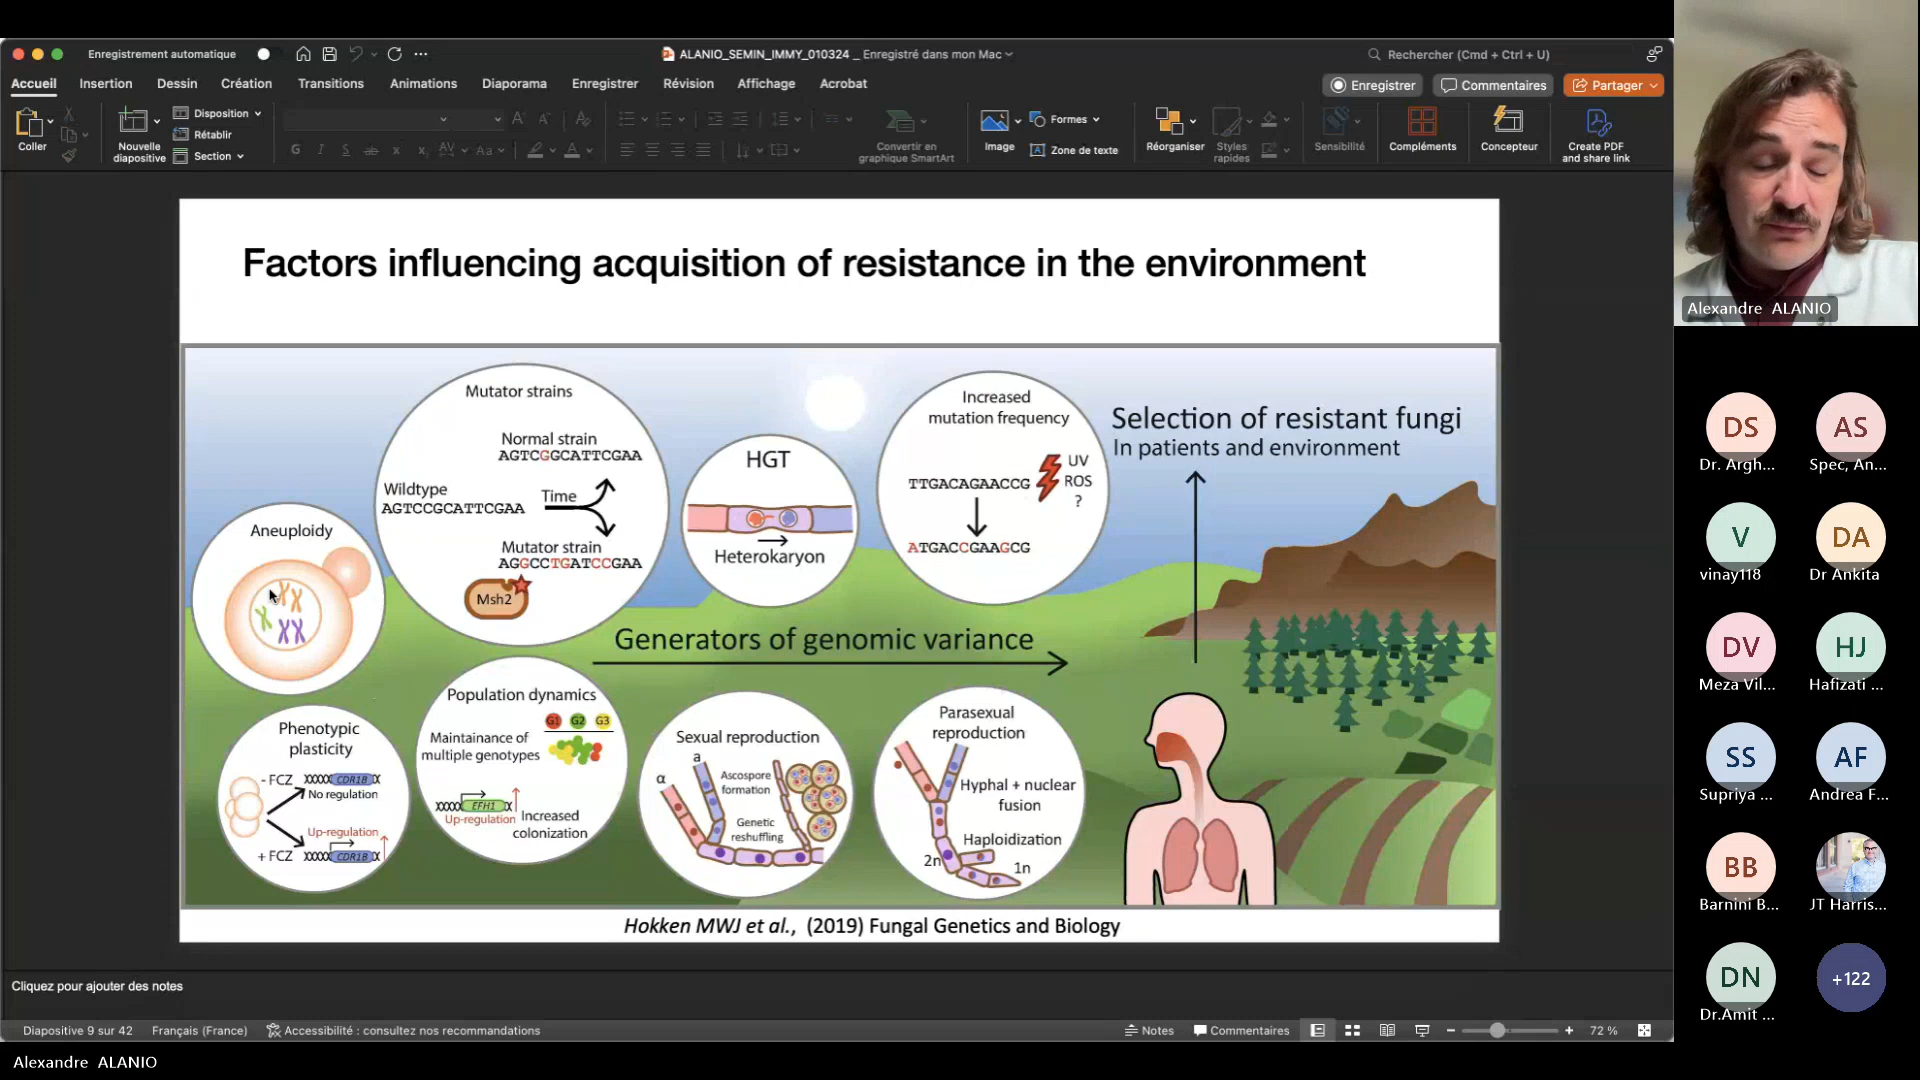 Enregistrement automatique
ALANIO_SEMIN_IMMY_010324 _ Enregistré dans mon Mac
Rechercher (Cmd + Ctrl + U)
Accueil Insertion Dessin Création Transitions Animations Diaporama Enregistrer Révision Affichage Acrobat
Enregistrer Commentaires Partager
Coller
Nouvelle diapositive
Disposition
Rétablir
Section
Convertir en graphique SmartArt
Image
Formes
Zone de texte
Réorganiser
Styles rapides
Sensibilité
Compléments
Concepteur
Create PDF and share link
Factors influencing acquisition of resistance in the environment
Mutator strains
Normal strain
AGTCGGCATTCGAA
Wildtype
AGTCCGCATTCGAA
Time
Mutator strain
AGGCCTGATCCGAA
Msh2
HGT
Heterokaryon
Increased
mutation frequency
TTGACAGAACCG
UV
ROS
?
ATGACCGAAGCG
Selection of resistant fungi
In patients and environment
Aneuploidy
Generators of genomic variance
Phenotypic
plasticity
- FCZ
CDR1B
No regulation
Up-regulation
+ FCZ
CDR1B
Population dynamics
G1 G2 G3
Maintainance of
multiple genotypes
EFH1
Up-regulation
Increased
colonization
Sexual reproduction
α
a
Ascospore
formation
Genetic
reshuffling
Parasexual
reproduction
Hyphal + nuclear
fusion
Haploidization
2n
1n
Hokken MWJ et al., (2019) Fungal Genetics and Biology
Cliquez pour ajouter des notes
Diapositive 9 sur 42 Français (France) Accessibilité : consultez nos recommandations
Notes Commentaires 72 %
Alexandre ALANIO
Alexandre ALANIO
DS AS
Dr. Argh... Spec, An...
V DA
vinay118 Dr Ankita
DV HJ
Meza Vil... Hafizati ...
SS AF
Supriya ... Andrea F...
BB
Barnini B... JT Harris...
DN +122
Dr.Amit ...